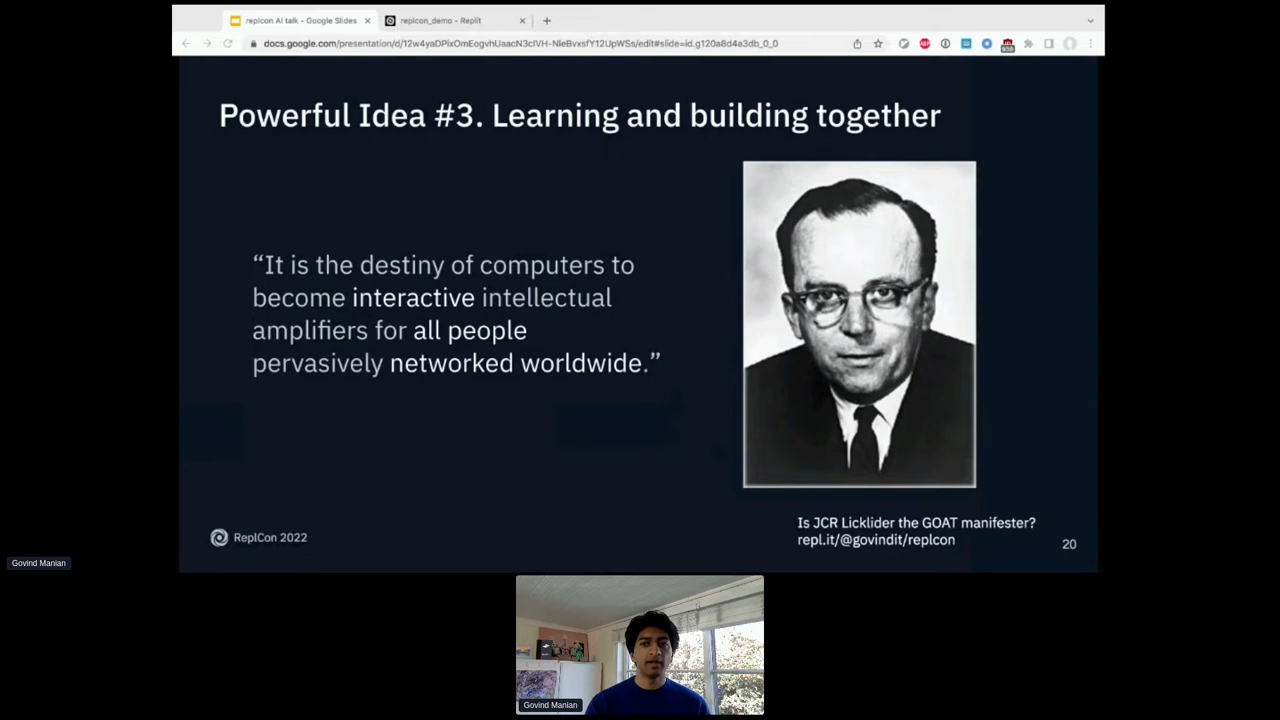 replcon AI talk - Google Slides
replcon_demo - Replit
docs.google.com/presentation/d/12w4yaDPixOmEogvhUaacN3cIVH-NleBvxsfY12UpWSs/edit#slide=id.g120a8d4a3db_0_0
Powerful Idea #3. Learning and building together
“It is the destiny of computers to
become interactive intellectual
amplifiers for all people
pervasively networked worldwide.”
Is JCR Licklider the GOAT manifester?
repl.it/@govindit/replcon
ReplCon 2022
20
Govind Manian
Govind Manian